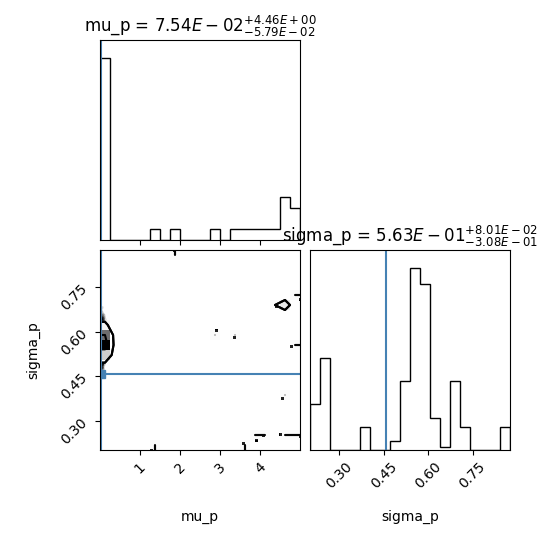 mu_p = 7.54E − 02+4.46E+00−5.79E−02
sigma_p = 5.63E − 01+8.01E−02−3.08E−01
0.75
0.60
0.45
0.30
sigma_p
1 2 3 4
mu_p
0.30 0.45 0.60 0.75
sigma_p